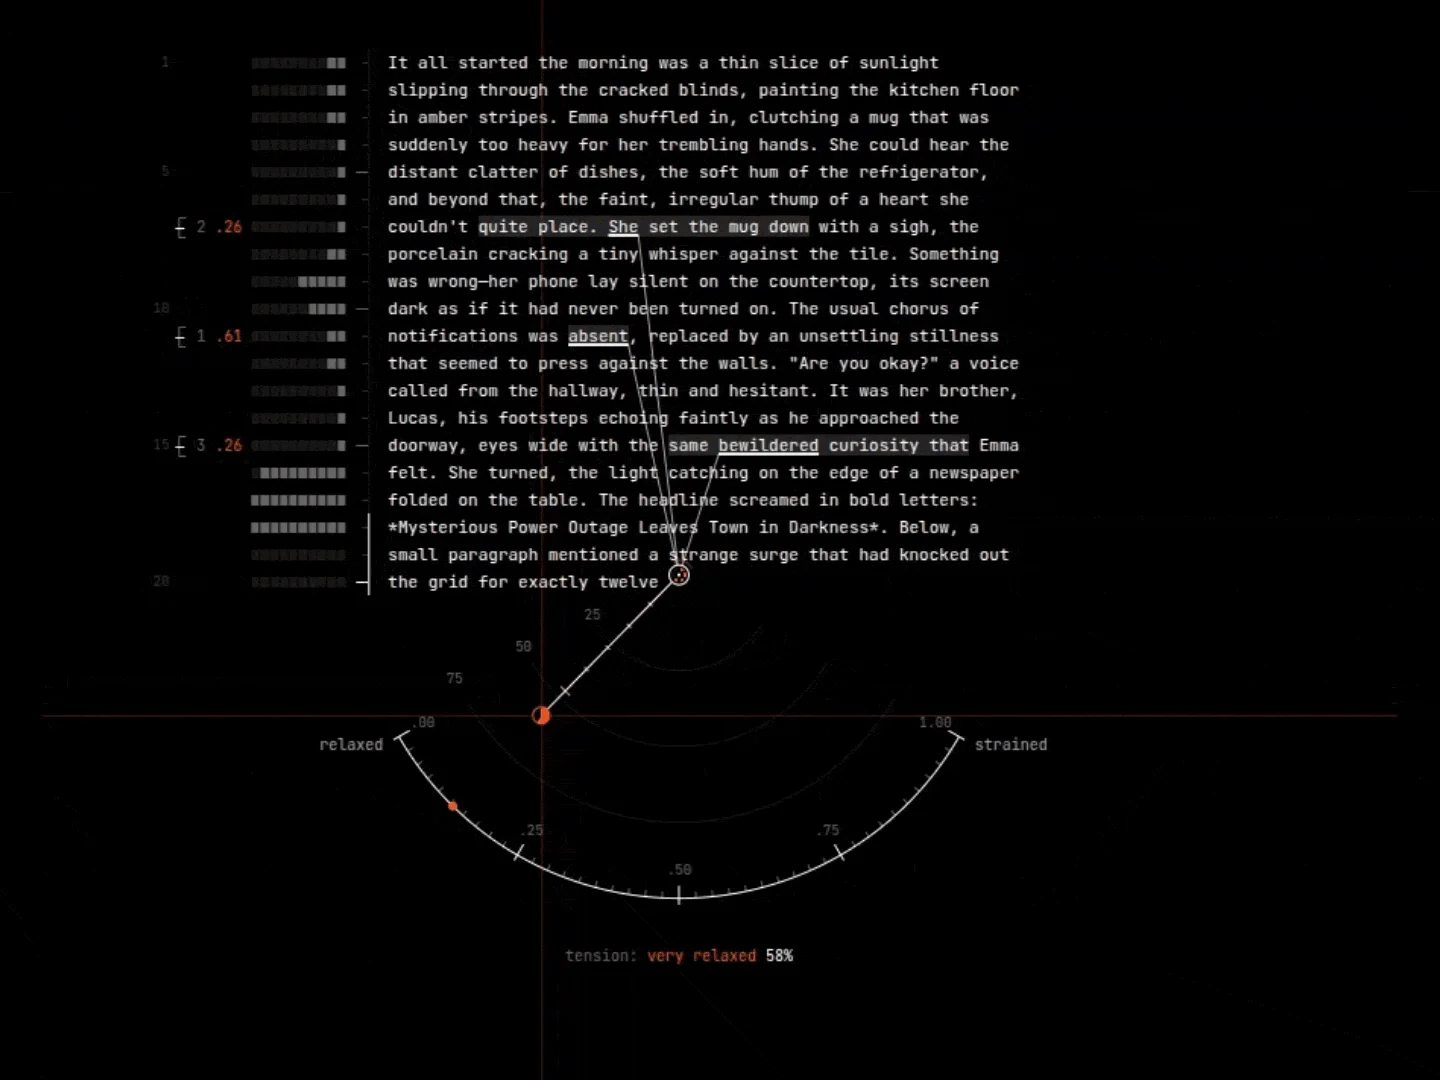 1 It all started the morning was a thin slice of sunlight
slipping through the cracked blinds, painting the kitchen floor
in amber stripes. Emma shuffled in, clutching a mug that was
suddenly too heavy for her trembling hands. She could hear the
5 distant clatter of dishes, the soft hum of the refrigerator,
and beyond that, the faint, irregular thump of a heart she
2 .26 couldn't quite place. She set the mug down with a sigh, the
porcelain cracking a tiny whisper against the tile. Something
was wrong—her phone lay silent on the countertop, its screen
10 dark as if it had never been turned on. The usual chorus of
1 .61 notifications was absent, replaced by an unsettling stillness
that seemed to press against the walls. "Are you okay?" a voice
called from the hallway, thin and hesitant. It was her brother,
Lucas, his footsteps echoing faintly as he approached the
15 3 .26 doorway, eyes wide with the same bewildered curiosity that Emma
felt. She turned, the light catching on the edge of a newspaper
folded on the table. The headline screamed in bold letters:
*Mysterious Power Outage Leaves Town in Darkness*. Below, a
small paragraph mentioned a strange surge that had knocked out
20 the grid for exactly twelve
25
50
75
.00 1.00
relaxed strained
.25 .75
.50
tension: very relaxed 58%